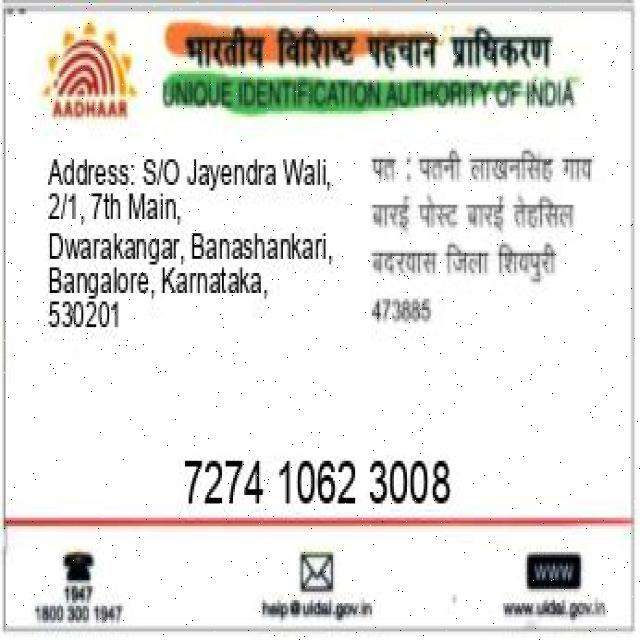 भारतीय विशिष्ट पहचान प्राधिकरण
UNIQUE IDENTIFICATION AUTHORITY OF INDIA
AADHAAR
Address: S/O Jayendra Wali,
2/1, 7th Main,
Dwarakangar, Banashankari,
Bangalore, Karnataka,
530201
पत : पतनी लाखनसिंह गाव
बारई पोस्ट बारई तेहसिल
बदरवास जिला शिवपुरी
473885
7274 1062 3008
1947
1800 300 1947
help@uidai.gov.in
WWW
www.uidai.gov.in